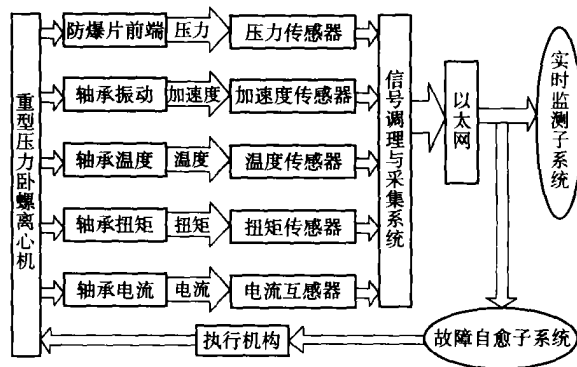 重型压力卧螺离心机
防爆片前端
压力
压力传感器
轴承振动
加速度
加速度传感器
轴承温度
温度
温度传感器
轴承扭矩
扭矩
扭矩传感器
轴承电流
电流
电流互感器
信号调理与采集系统
以太网
实时监测子系统
执行机构
故障自愈子系统